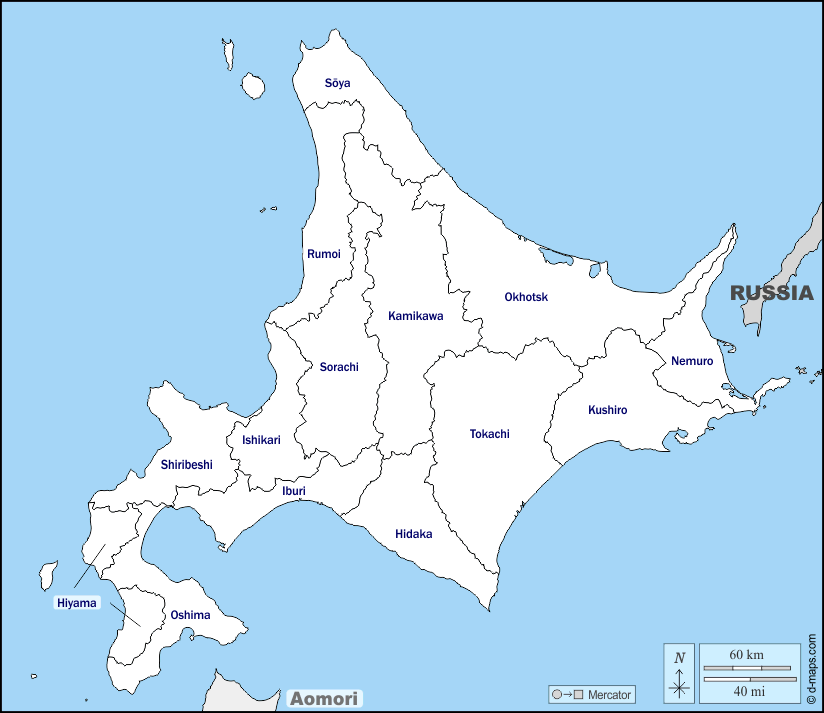 Sōya
Rumoi
RUSSIA
Okhotsk
Kamikawa
Nemuro
Sorachi
Kushiro
Tokachi
Ishikari
Shiribeshi
Iburi
Hidaka
Hiyama
Oshima
Aomori
N
60 km
40 mi
Mercator
© d-maps.com